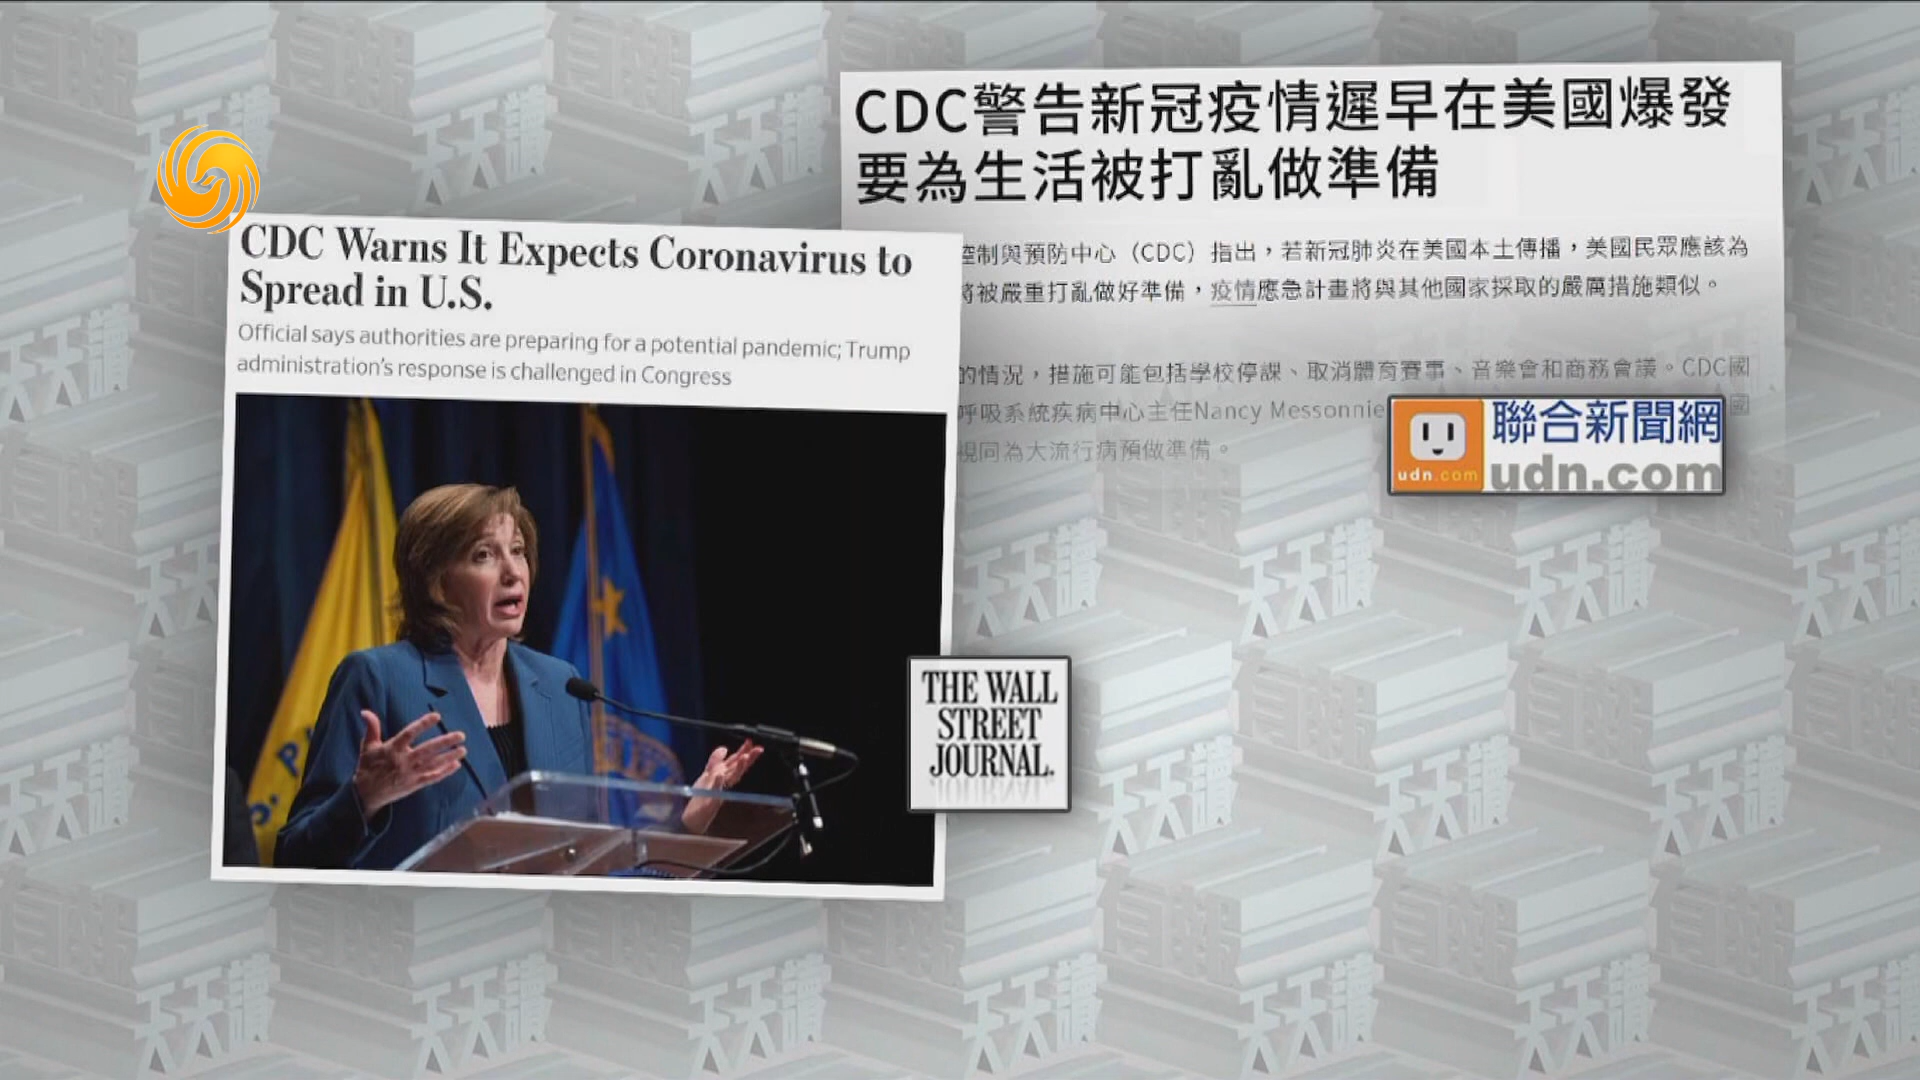 CDC警告新冠疫情遲早在美國爆發
要為生活被打亂做準備
控制與預防中心（CDC）指出，若新冠肺炎在美國本土傳播，美國民眾應該為
將被嚴重打亂做好準備，疫情應急計畫將與其他國家採取的嚴厲措施類似。
的情況，措施可能包括學校停課、取消體育賽事、音樂會和商務會議。CDC國
呼吸系統疾病中心主任Nancy Messonnie
視同為大流行病預做準備。
udn.com
聯合新聞網
udn.com
CDC Warns It Expects Coronavirus to
Spread in U.S.
Official says authorities are preparing for a potential pandemic; Trump
administration's response is challenged in Congress
THE WALL
STREET
JOURNAL.
有報
天天讀